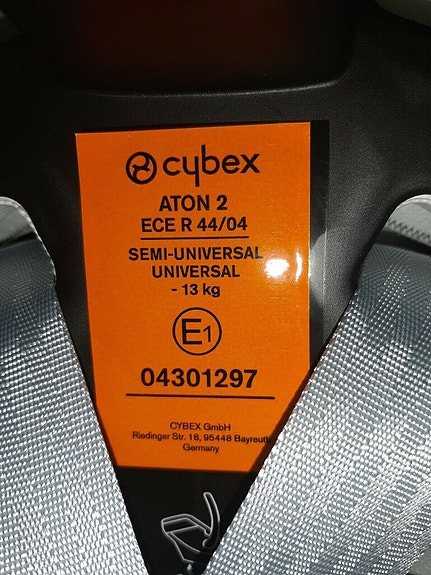 cybex
ATON 2
ECE R 44/04
SEMI-UNIVERSAL
UNIVERSAL
- 13 kg
E1
04301297
CYBEX GmbH
Riedinger Str. 18, 95448 Bayreuth
Germany